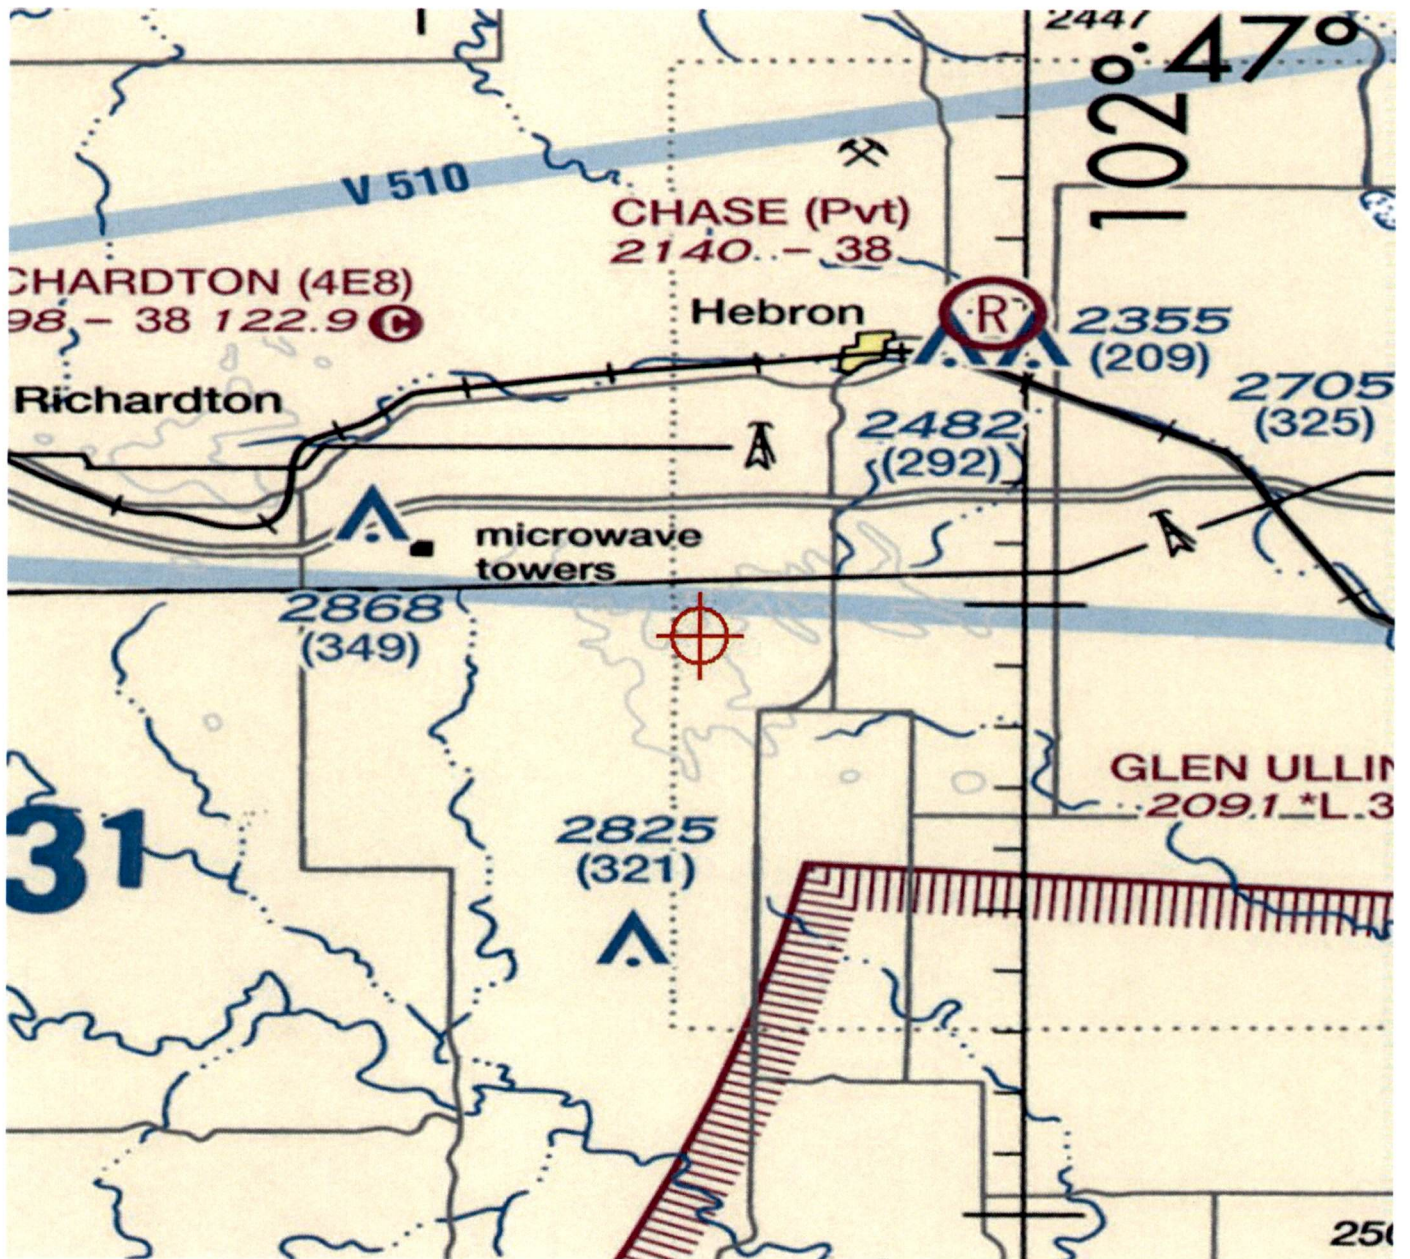 2447
47°
102°
V 510
CHASE (Pvt)
2140 - 38
CHARDTON (4E8)
98 - 38 122.9 C
Hebron
R
2355
(209)
Richardton
2705
(325)
2482
(292)
microwave
towers
2868
(349)
GLEN ULLIN
2091 *L 3
2825
(321)
31
250